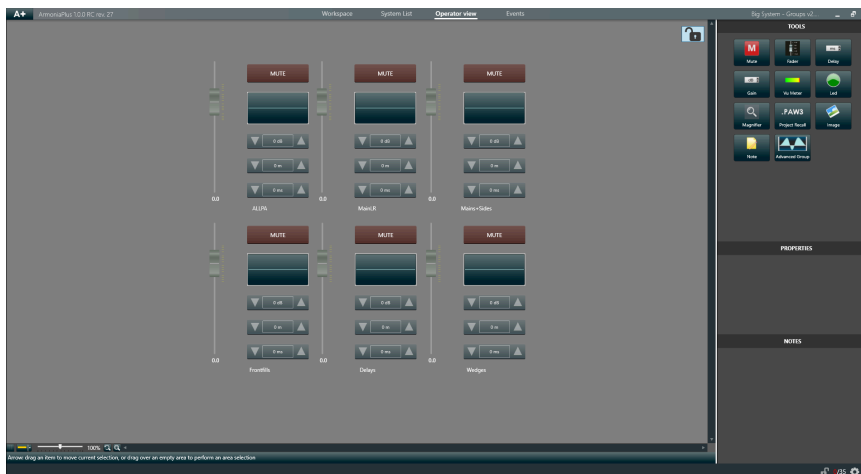 A+ ArmoníaPlus 1.0.0 RC rev. 27 Workspace System List Operator view Events Big System - Groups v2...
TOOLS
M
Mute Fader Delay
Gain Vu Meter Led
.PAW3
Magnifier Project Recall Image
Note Advanced Group
PROPERTIES
NOTES
MUTE MUTE MUTE
0 dB 0 dB 0 dB
0 m 0 m 0 m
0 ms 0 ms 0 ms
0.0 0.0 0.0
ALLPA MainLR Mains+Sides
MUTE MUTE MUTE
0 dB 0 dB 0 dB
0 m 0 m 0 m
0 ms 0 ms 0 ms
0.0 0.0 0.0
Frontfills Delays Wedges
100%
Arrow: drag an item to move current selection, or drag over an empty area to perform an area selection
/35